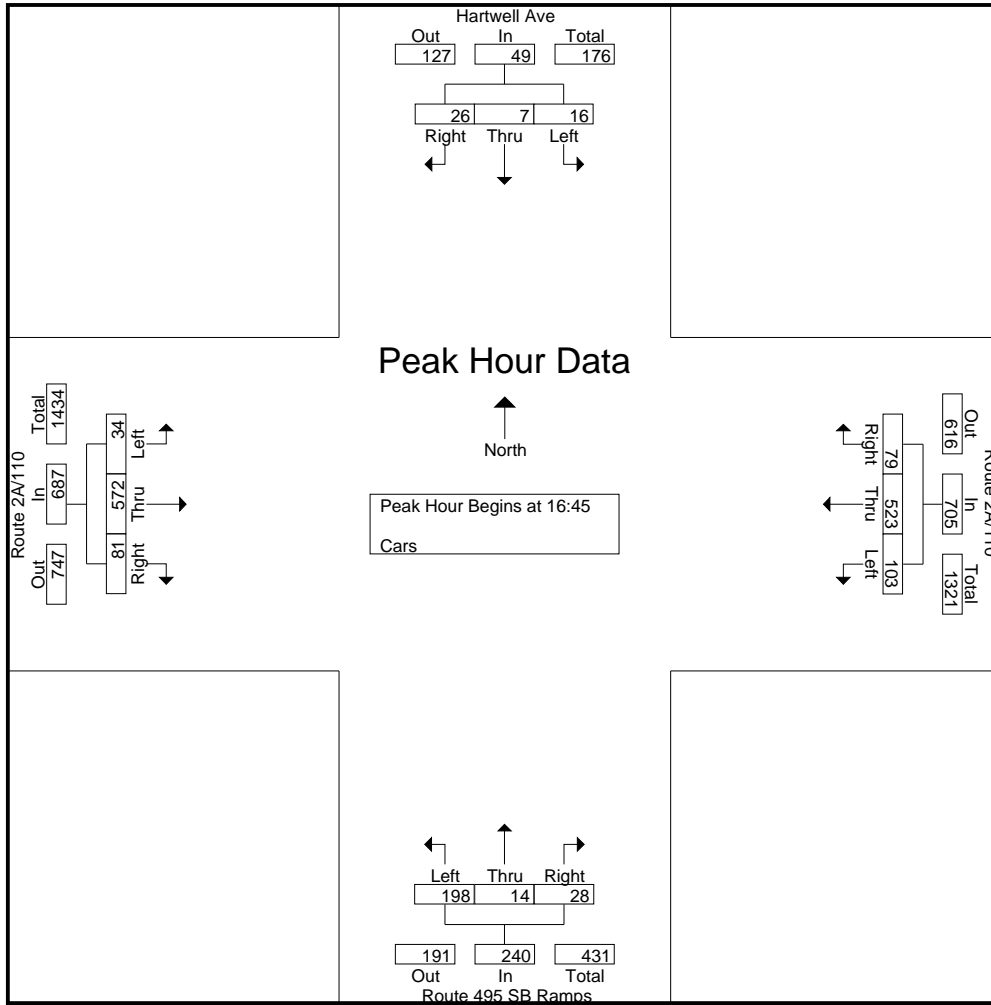 Hartwell Ave
Out In Total
127 49 176
26 7 16
Right Thru Left
Peak Hour Data
North
Peak Hour Begins at 16:45
Cars
Route 2A/110
Total In Out
1434 687 747
34 572 81
Left Thru Right
Right Thru Left
79 523 103
Out In Total
616 705 1321
Route 2A/110
Left Thru Right
198 14 28
191 240 431
Out In Total
Route 495 SB Ramps